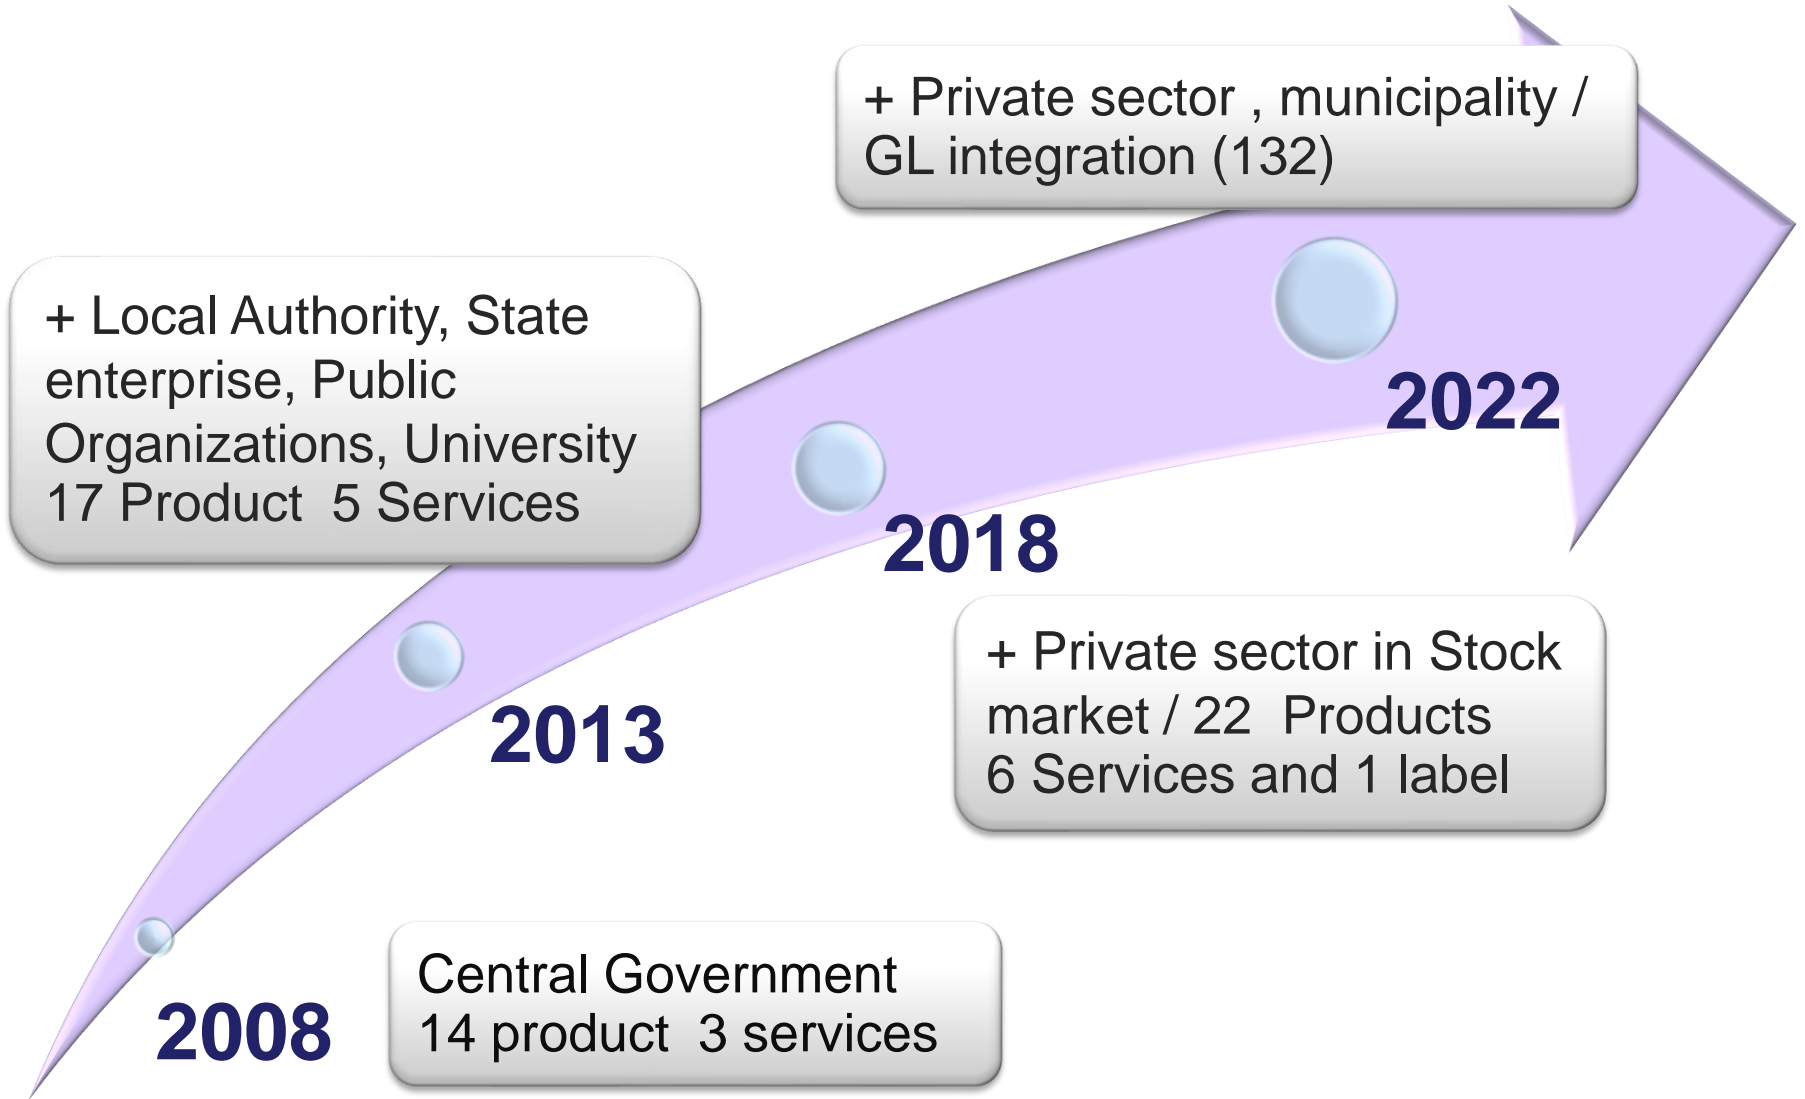 + Private sector , municipality /
GL integration (132)
+ Local Authority, State
enterprise, Public
Organizations, University
17 Product  5 Services
2022
2018
+ Private sector in Stock
market / 22  Products
6 Services and 1 label
2013
Central Government
14 product  3 services
2008